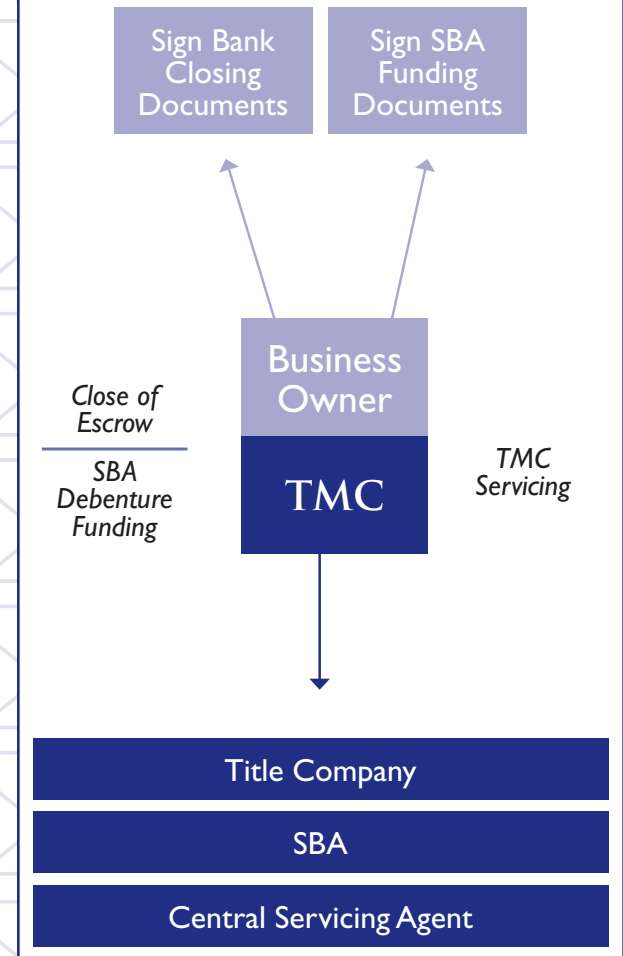 Sign Bank
Closing
Documents
Sign SBA
Funding
Documents
Business
Owner
Close of
Escrow
SBA
Debenture
Funding
TMC
TMC
Servicing
Title Company
SBA
Central Servicing Agent